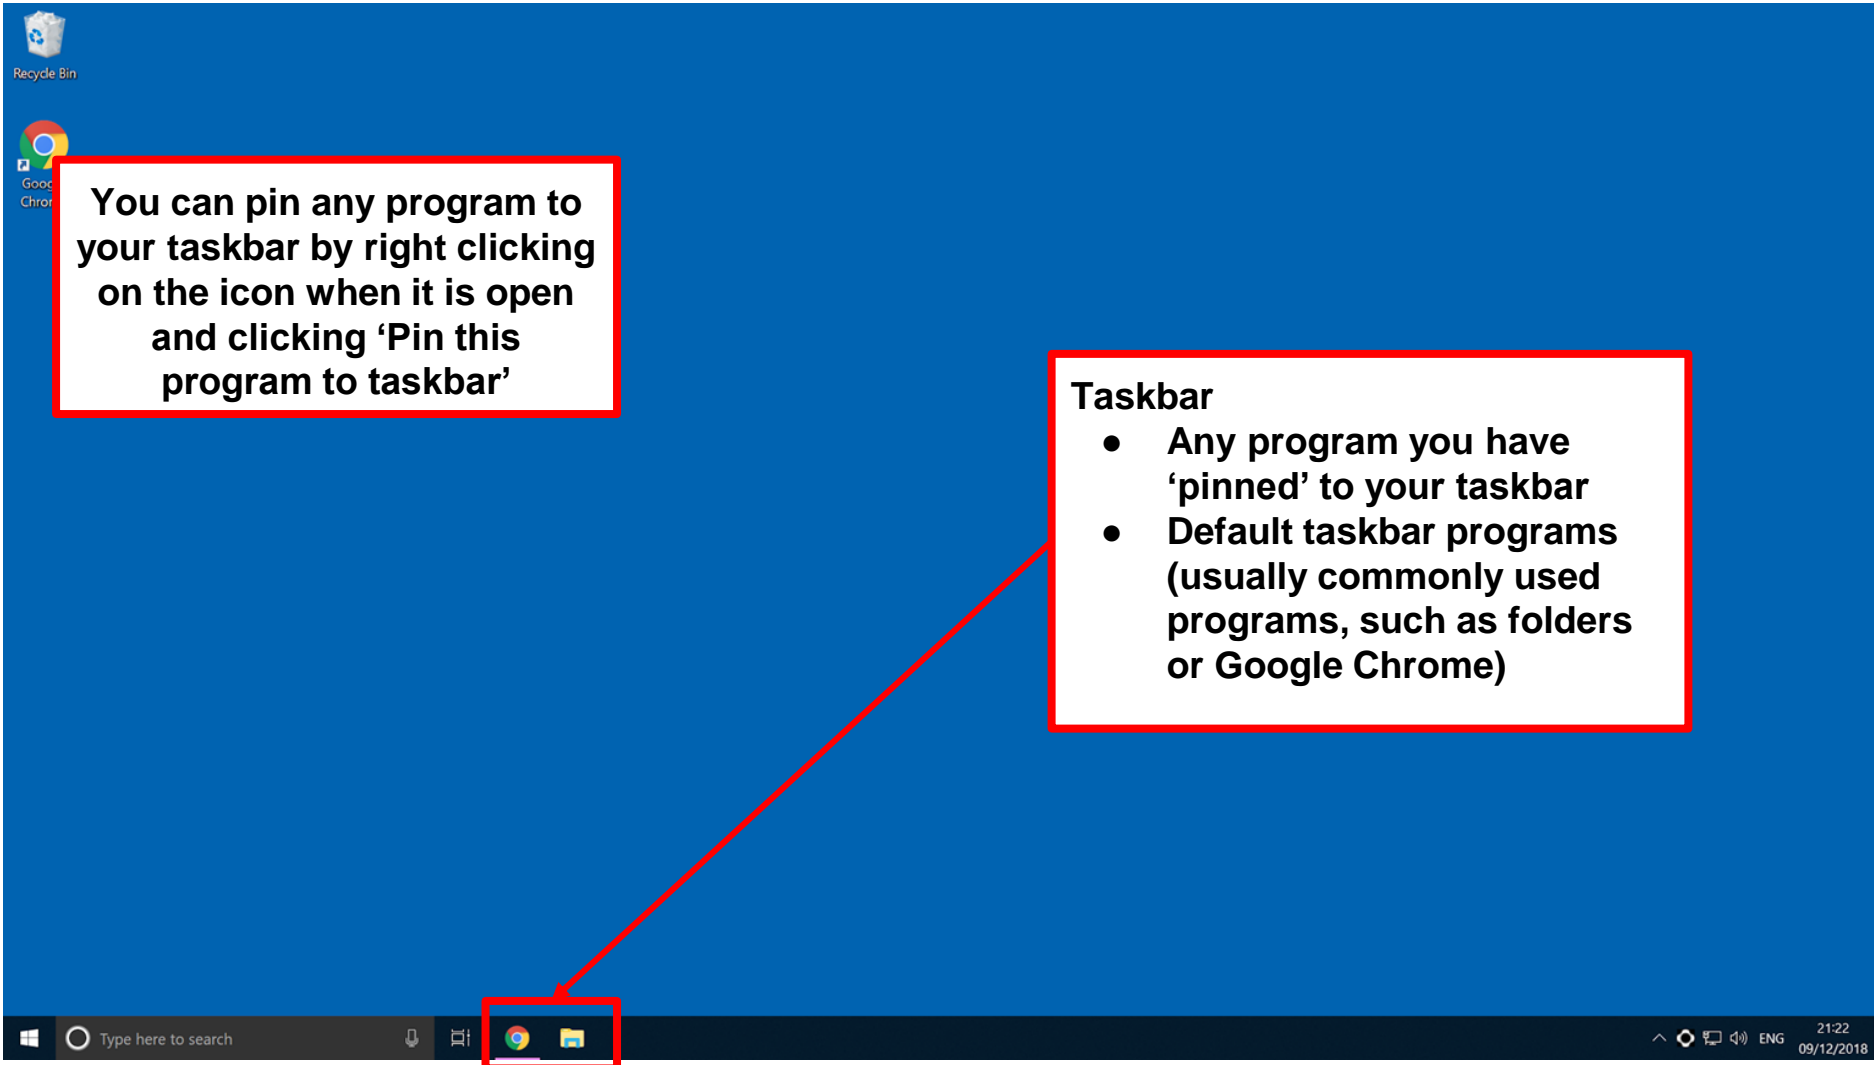 Recycle Bin
You can pin any program to
your taskbar by right clicking
on the icon when it is open
and clicking ‘Pin this
program to taskbar’
Taskbar
● Any program you have
‘pinned’ to your taskbar
● Default taskbar programs
(usually commonly used
programs, such as folders
or Google Chrome)
Type here to search
ENG
21:22
09/12/2018